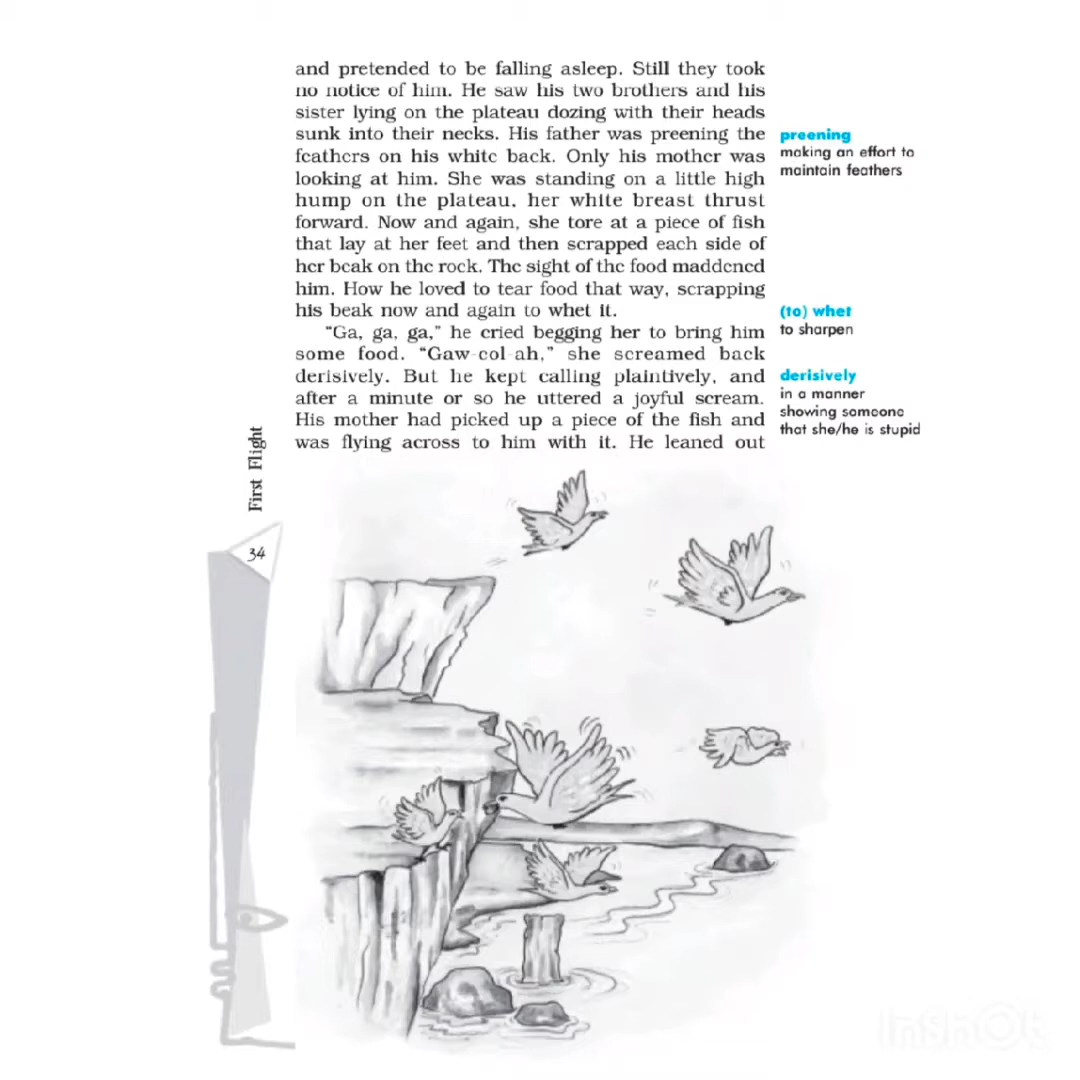 and pretended to be falling asleep. Still they took
no notice of him. He saw his two brothers and his
sister lying on the plateau dozing with their heads
sunk into their necks. His father was preening the
feathers on his white back. Only his mother was
looking at him. She was standing on a little high
hump on the plateau, her white breast thrust
forward. Now and again, she tore at a piece of fish
that lay at her feet and then scrapped each side of
her beak on the rock. The sight of the food maddened
him. How he loved to tear food that way, scrapping
his beak now and again to whet it.
“Ga, ga, ga,” he cried begging her to bring him
some food. “Gaw-col-ah,” she screamed back
derisively. But he kept calling plaintively, and
after a minute or so he uttered a joyful scream.
His mother had picked up a piece of the fish and
was flying across to him with it. He leaned out
preening
making an effort to
maintain feathers
(to) whet
to sharpen
derisively
in a manner
showing someone
that she/he is stupid
First Flight
34
InShOt